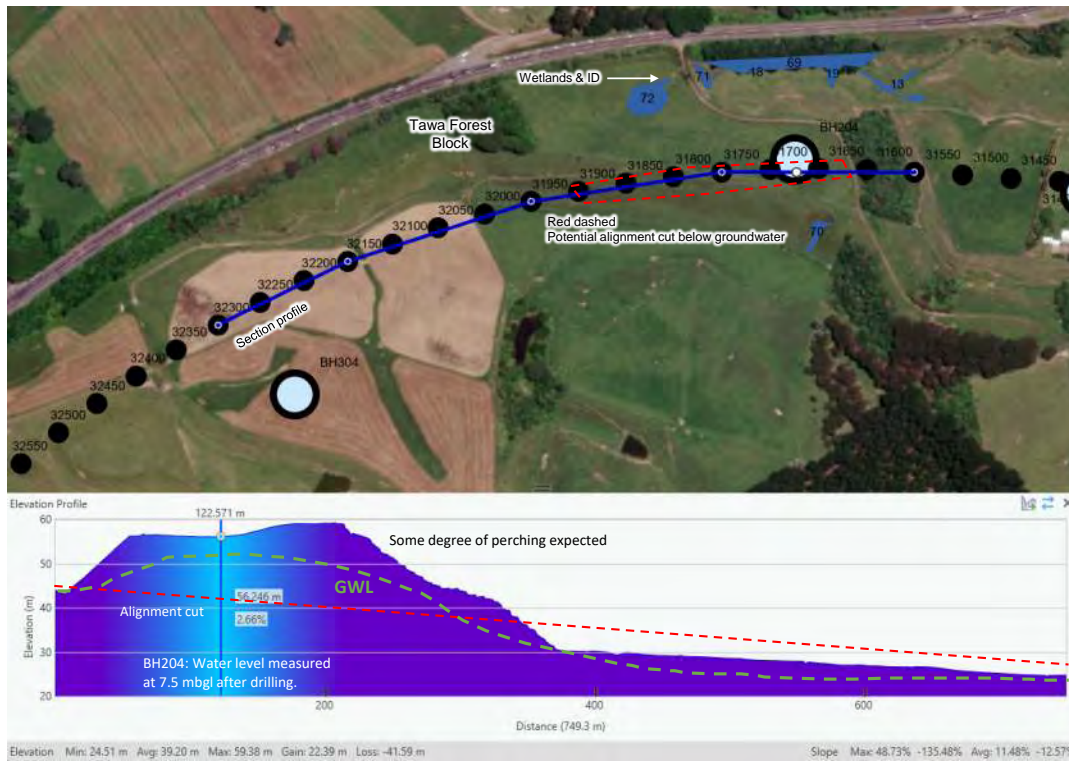 Wetlands & ID
69
71
18
19
13
72
Tawa Forest
Block
BH204
31950
31900
31850
31800
31750
31700
31650
31600
31550
31500
31450
32000
32050
32100
32150
32200
32250
32300
32350
32400
32450
32500
32550
70
Red dashed
Potential alignment cut below groundwater
Section profile
BH304
Elevation Profile
122.571 m
60
50
40
30
20
Elevation (m)
Some degree of perching expected
GWL
56.246 m
2.66%
Alignment cut
BH204: Water level measured
at 7.5 mbgl after drilling.
200
400
600
Distance (749.3 m)
Elevation Min: 24.51 m Avg: 39.20 m Max: 59.38 m Gain: 22.39 m Loss: -41.59 m
Slope Max: 48.73% -135.48% Avg: 11.48% -12.57%